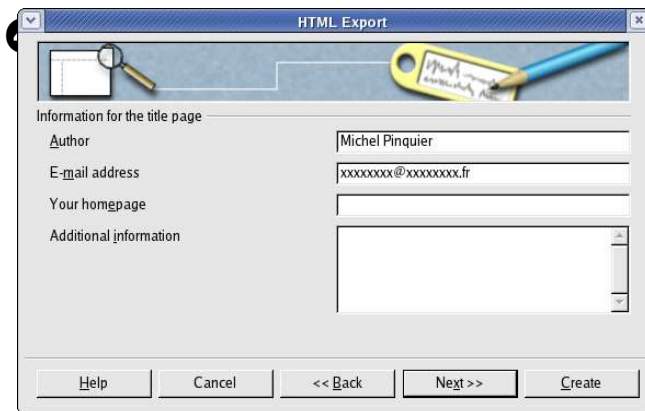 HTML Export
Information for the title page
Author Michel Pinquier
E-mail address xxxxxxxx@xxxxxxxx.fr
Your homepage
Additional information
Help Cancel << Back Next >> Create